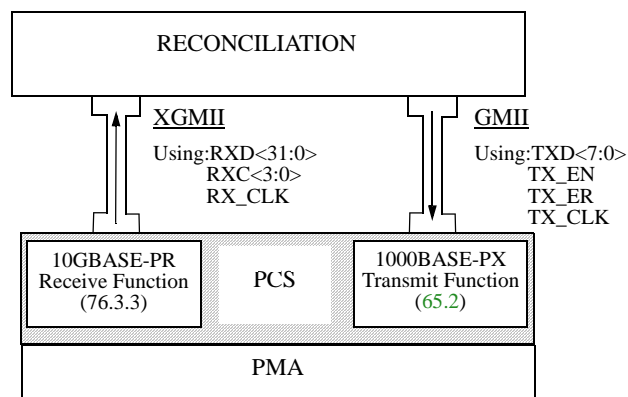 RECONCILIATION
XGMII
Using:RXD<31:0>
RXC<3:0>
RX_CLK
GMII
Using:TXD<7:0>
TX_EN
TX_ER
TX_CLK
10GBASE-PR
Receive Function
(76.3.3)
PCS
1000BASE-PX
Transmit Function
(65.2)
PMA